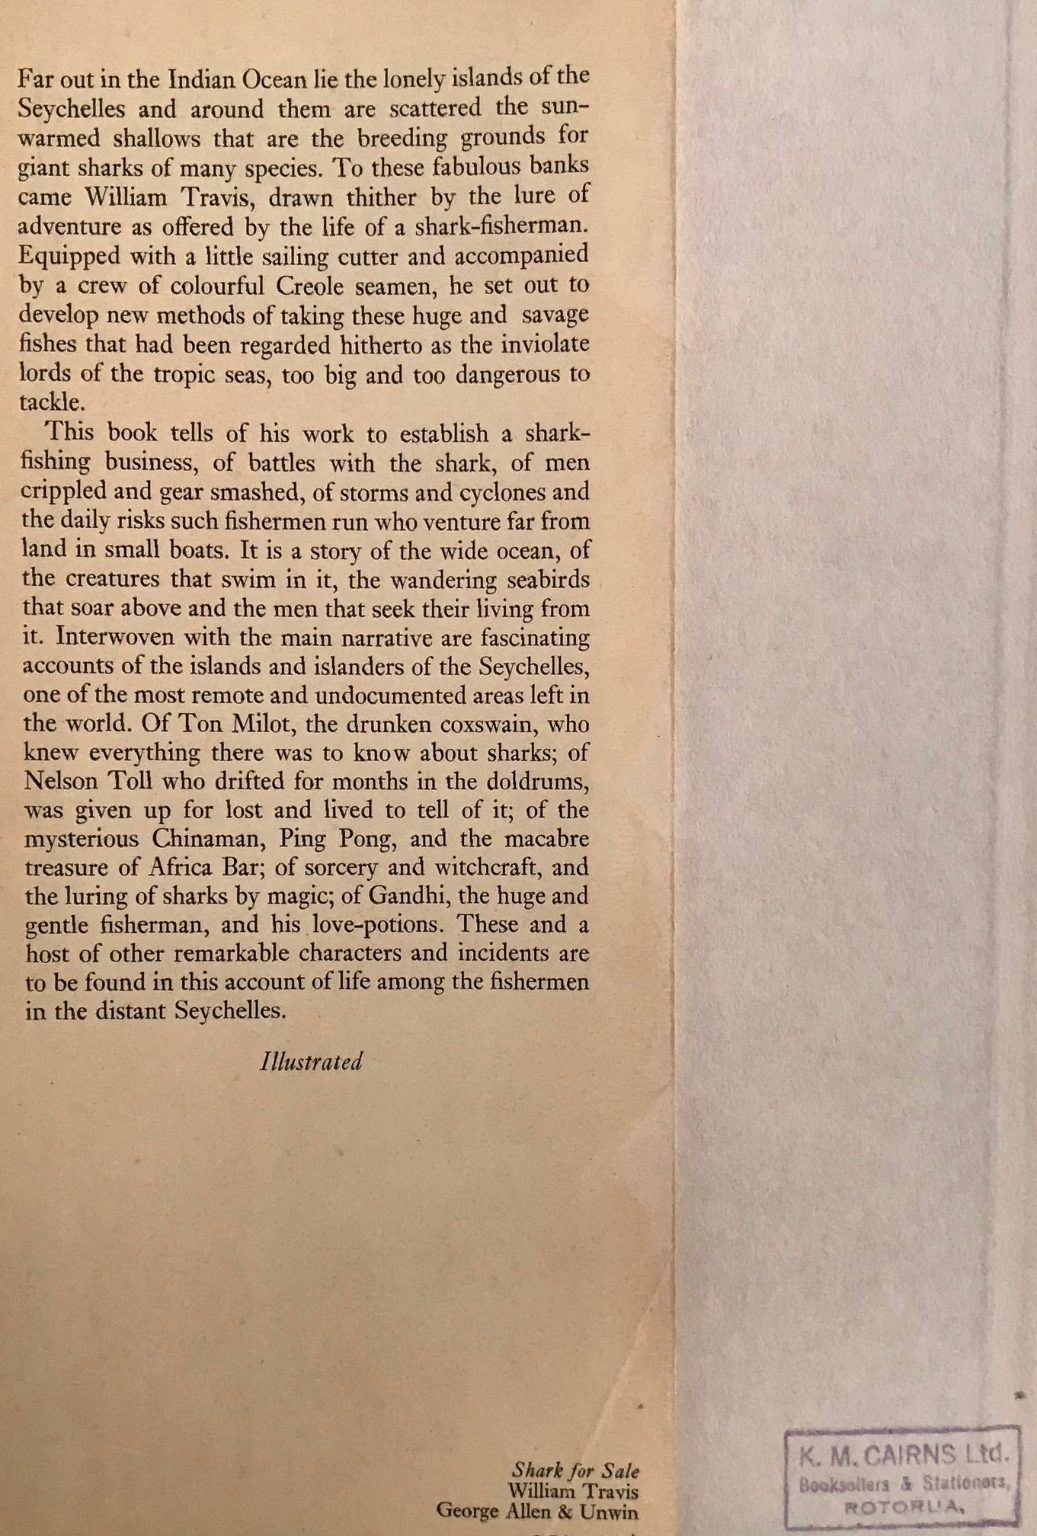 Far out in the Indian Ocean lie the lonely islands of the
Seychelles and around them are scattered the sun-
warmed shallows that are the breeding grounds for
giant sharks of many species. To these fabulous banks
came William Travis, drawn thither by the lure of
adventure as offered by the life of a shark-fisherman.
Equipped with a little sailing cutter and accompanied
by a crew of colourful Creole seamen, he set out to
develop new methods of taking these huge and savage
fishes that had been regarded hitherto as the inviolate
lords of the tropic seas, too big and too dangerous to
tackle.
This book tells of his work to establish a shark-
fishing business, of battles with the shark, of men
crippled and gear smashed, of storms and cyclones and
the daily risks such fishermen run who venture far from
land in small boats. It is a story of the wide ocean, of
the creatures that swim in it, the wandering seabirds
that soar above and the men that seek their living from
it. Interwoven with the main narrative are fascinating
accounts of the islands and islanders of the Seychelles,
one of the most remote and undocumented areas left in
the world. Of Ton Milot, the drunken coxswain, who
knew everything there was to know about sharks; of
Nelson Toll who drifted for months in the doldrums,
was given up for lost and lived to tell of it; of the
mysterious Chinaman, Ping Pong, and the macabre
treasure of Africa Bar; of sorcery and witchcraft, and
the luring of sharks by magic; of Gandhi, the huge and
gentle fisherman, and his love-potions. These and a
host of other remarkable characters and incidents are
to be found in this account of life among the fishermen
in the distant Seychelles.
Illustrated
Shark for Sale
William Travis
George Allen & Unwin
K. M. CAIRNS Ltd.
Booksellers & Stationers,
ROTORUA.